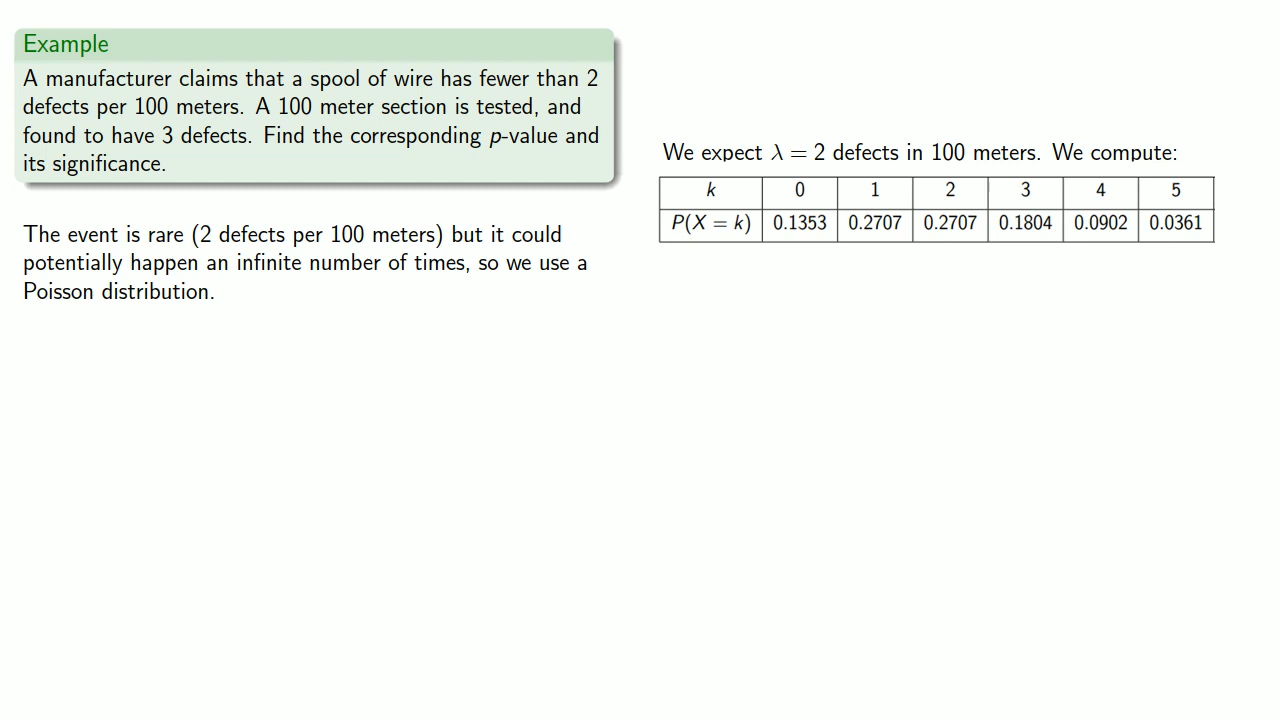 Example
A manufacturer claims that a spool of wire has fewer than 2
defects per 100 meters. A 100 meter section is tested, and
found to have 3 defects. Find the corresponding p-value and
its significance.
The event is rare (2 defects per 100 meters) but it could
potentially happen an infinite number of times, so we use a
Poisson distribution.
We expect λ = 2 defects in 100 meters. We compute:
k 0 1 2 3 4 5
P(X = k) 0.1353 0.2707 0.2707 0.1804 0.0902 0.0361